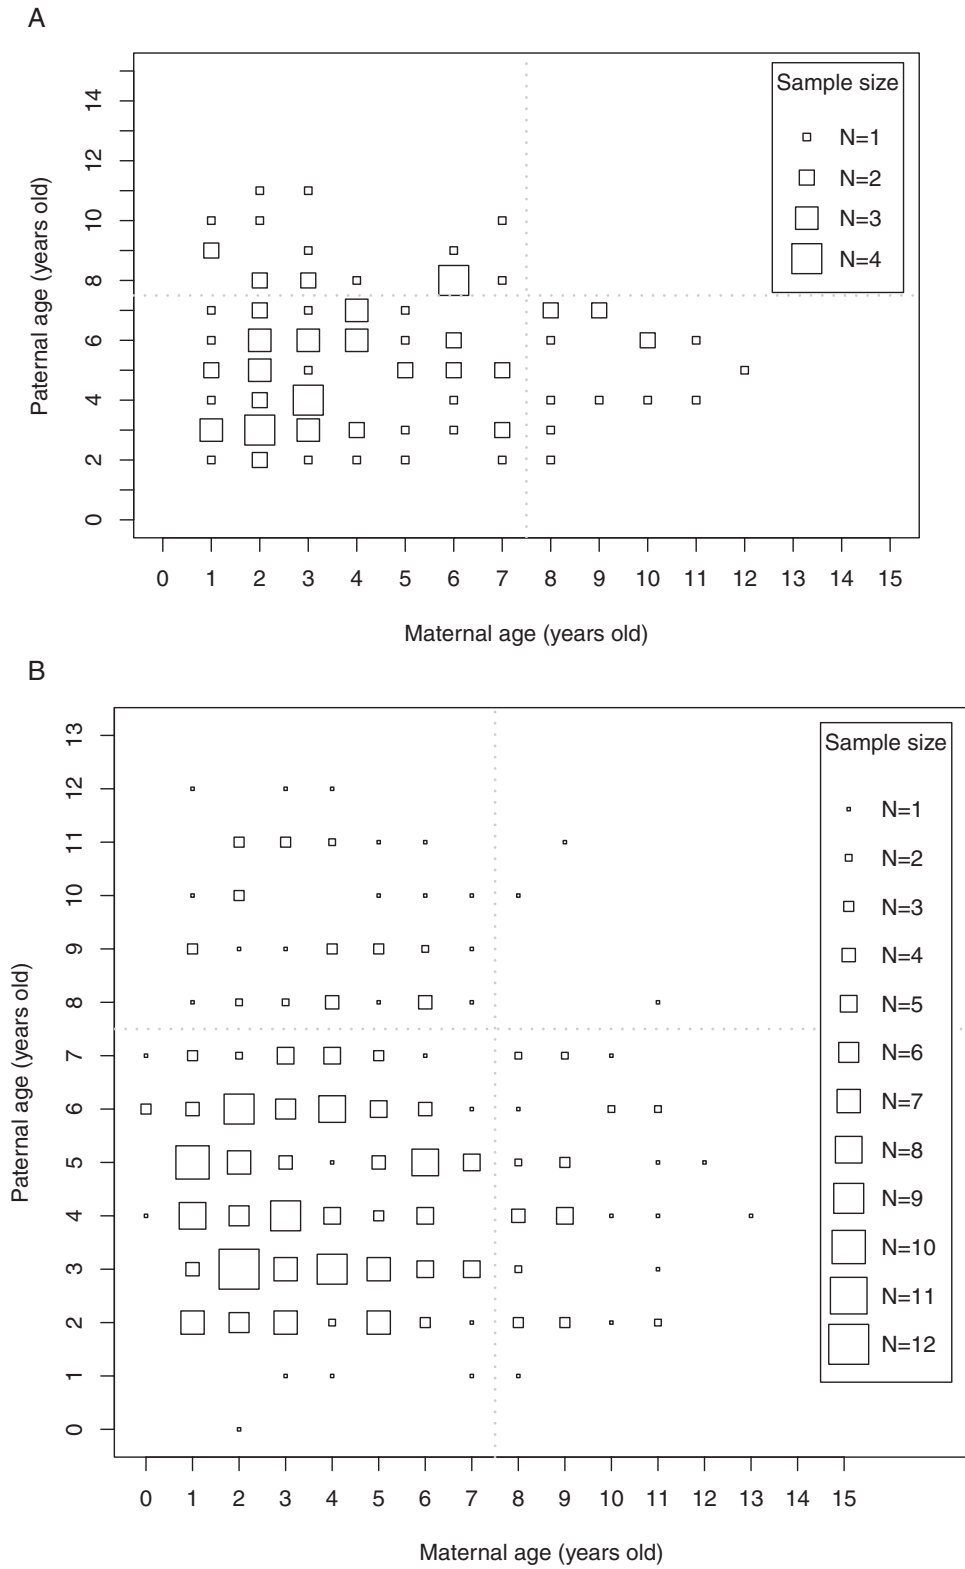 A
Paternal age (years old)
14
12
10
8
6
4
2
0
Sample size
N=1
N=2
N=3
N=4
0 1 2 3 4 5 6 7 8 9 10 11 12 13 15
Maternal age (years old)
B
Paternal age (years old)
13
12
11
10
9
8
7
6
5
4
3
2
1
0
Sample size
N=1
N=2
N=3
N=4
N=5
N=6
N=7
N=8
N=9
N=10
N=11
N=12
0 1 2 3 4 5 6 7 8 9 10 11 12 13 14 15
Maternal age (years old)